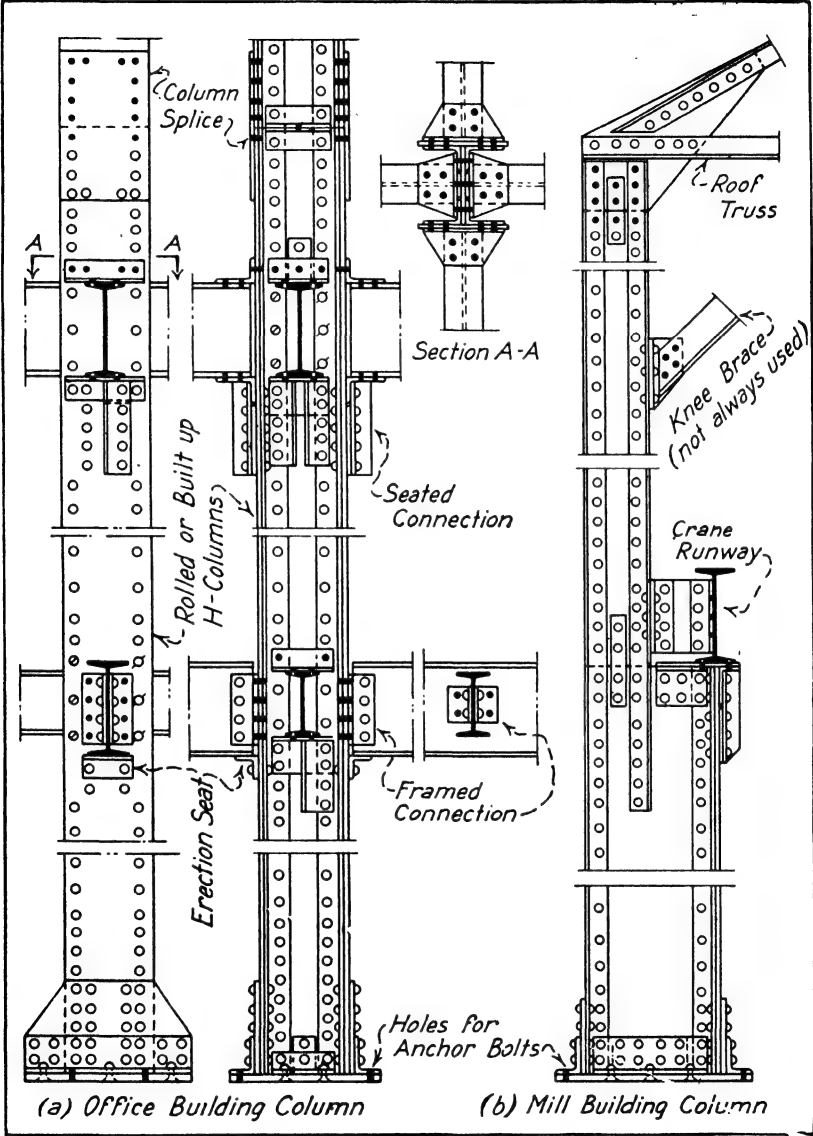 Column
Splice
A
A
Section A-A
Roof
Truss
Knee Brace
(not always used)
Seated
Connection
Rolled or Built up
H-Columns
Crane
Runway
Erection Seat
Framed
Connection
Holes for
Anchor Bolts
(a) Office Building Column
(b) Mill Building Column